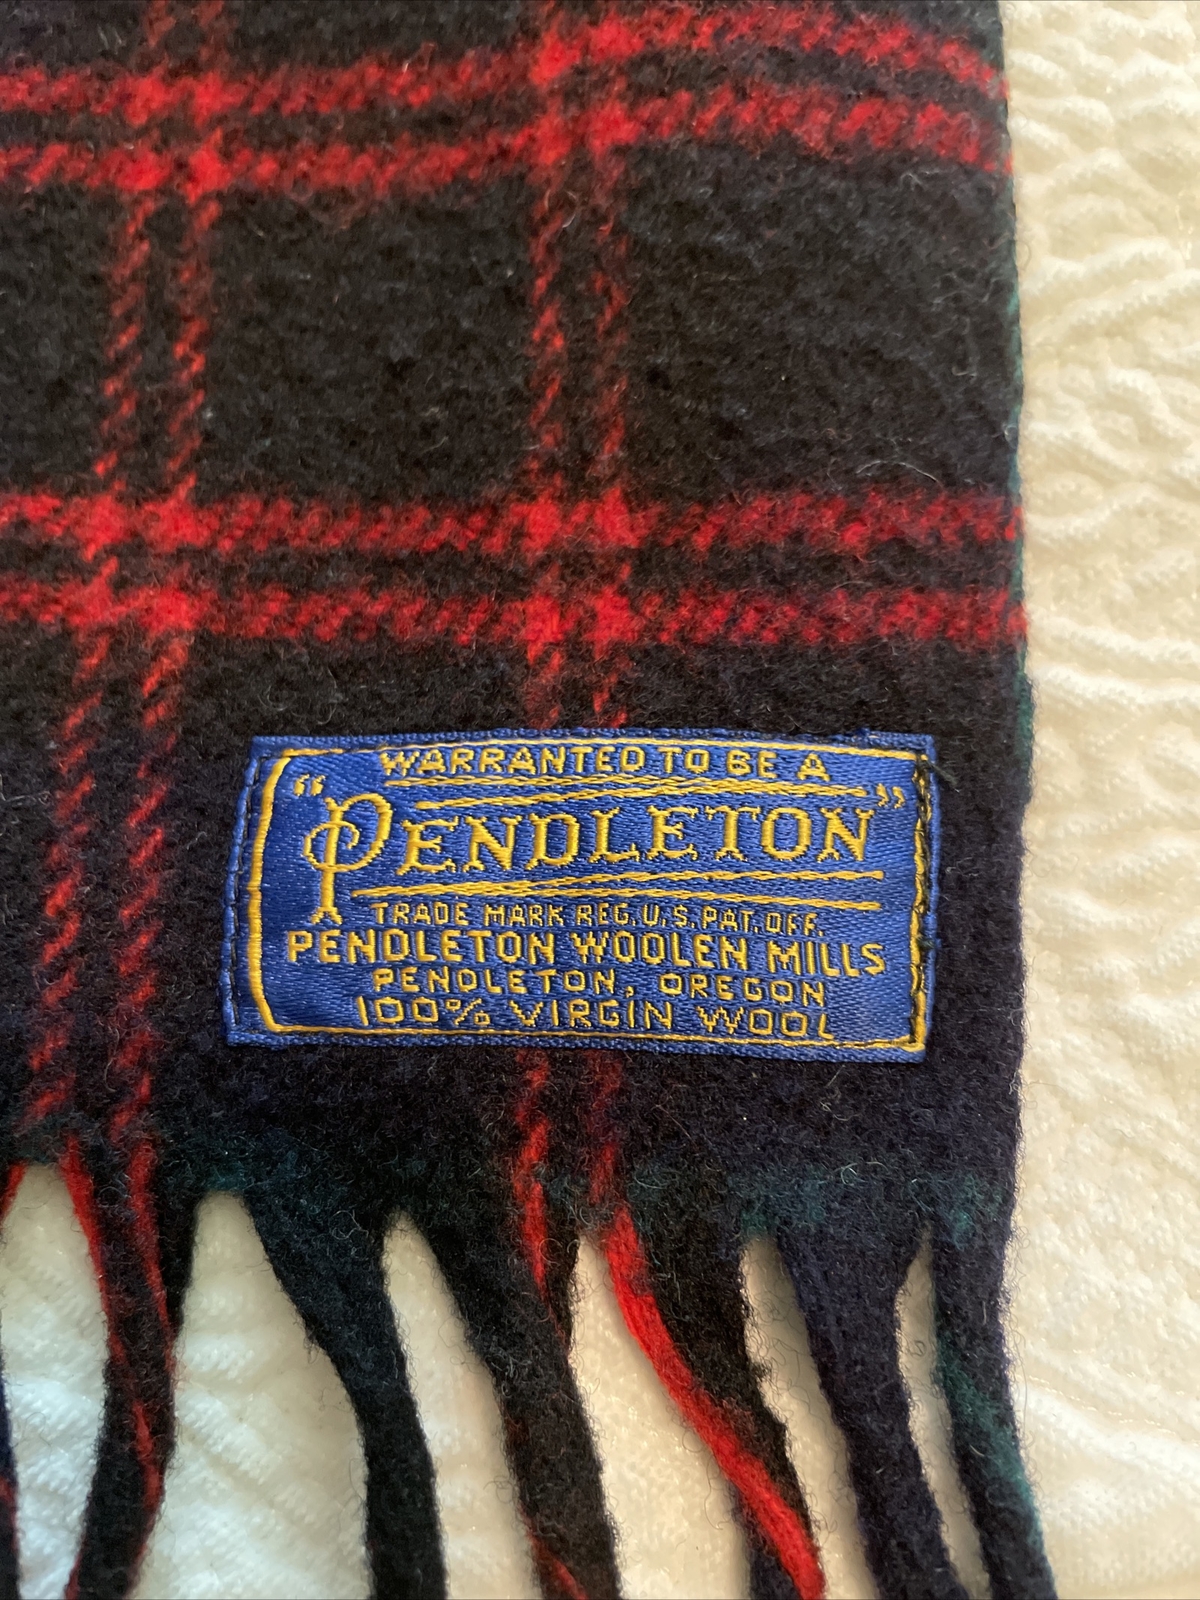 WARRANTED TO BE A
"PENDLETON"
TRADE MARK REG. U.S. PAT. OFF.
PENDLETON WOOLEN MILLS
PENDLETON, OREGON
100% VIRGIN WOOL